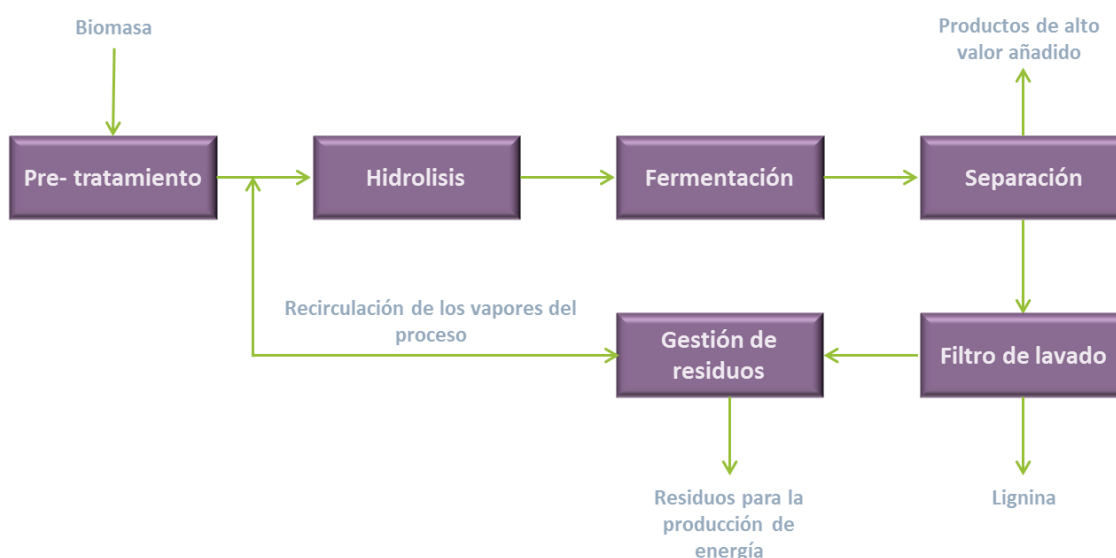 Biomasa
Productos de alto
valor añadido
Pre- tratamiento
Hidrolisis
Fermentación
Separación
Recirculación de los vapores del
proceso
Gestión de
residuos
Filtro de lavado
Residuos para la
producción de
energía
Lignina